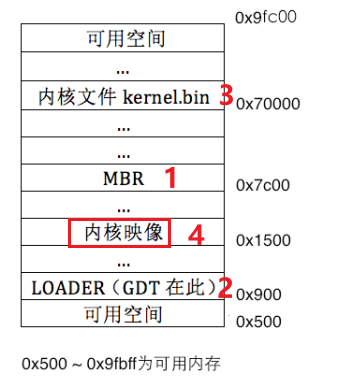 0x9fc00
可用空间
...
内核文件 kernel.bin 3
0x70000
...
...
MBR 1
0x7c00
...
内核映像 4
0x1500
...
LOADER（GDT 在此） 2
0x900
可用空间
0x500
0x500 ~ 0x9fbff为可用内存